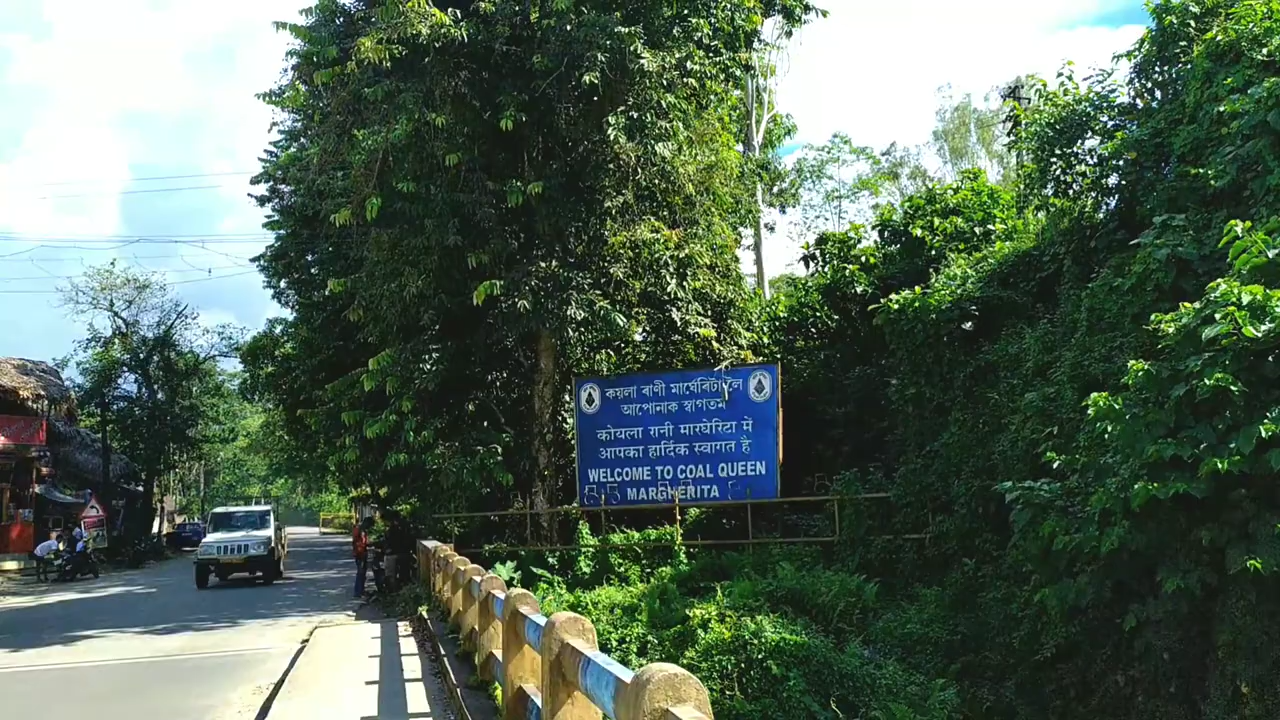 কয়লা ৰাণী মাৰ্ঘেৰিটালৈ
আপোনাক স্বাগতম
कोयला रानी मारघेरिटा में
आपका हार्दिक स्वागत है
WELCOME TO COAL QUEEN
MARGHERITA